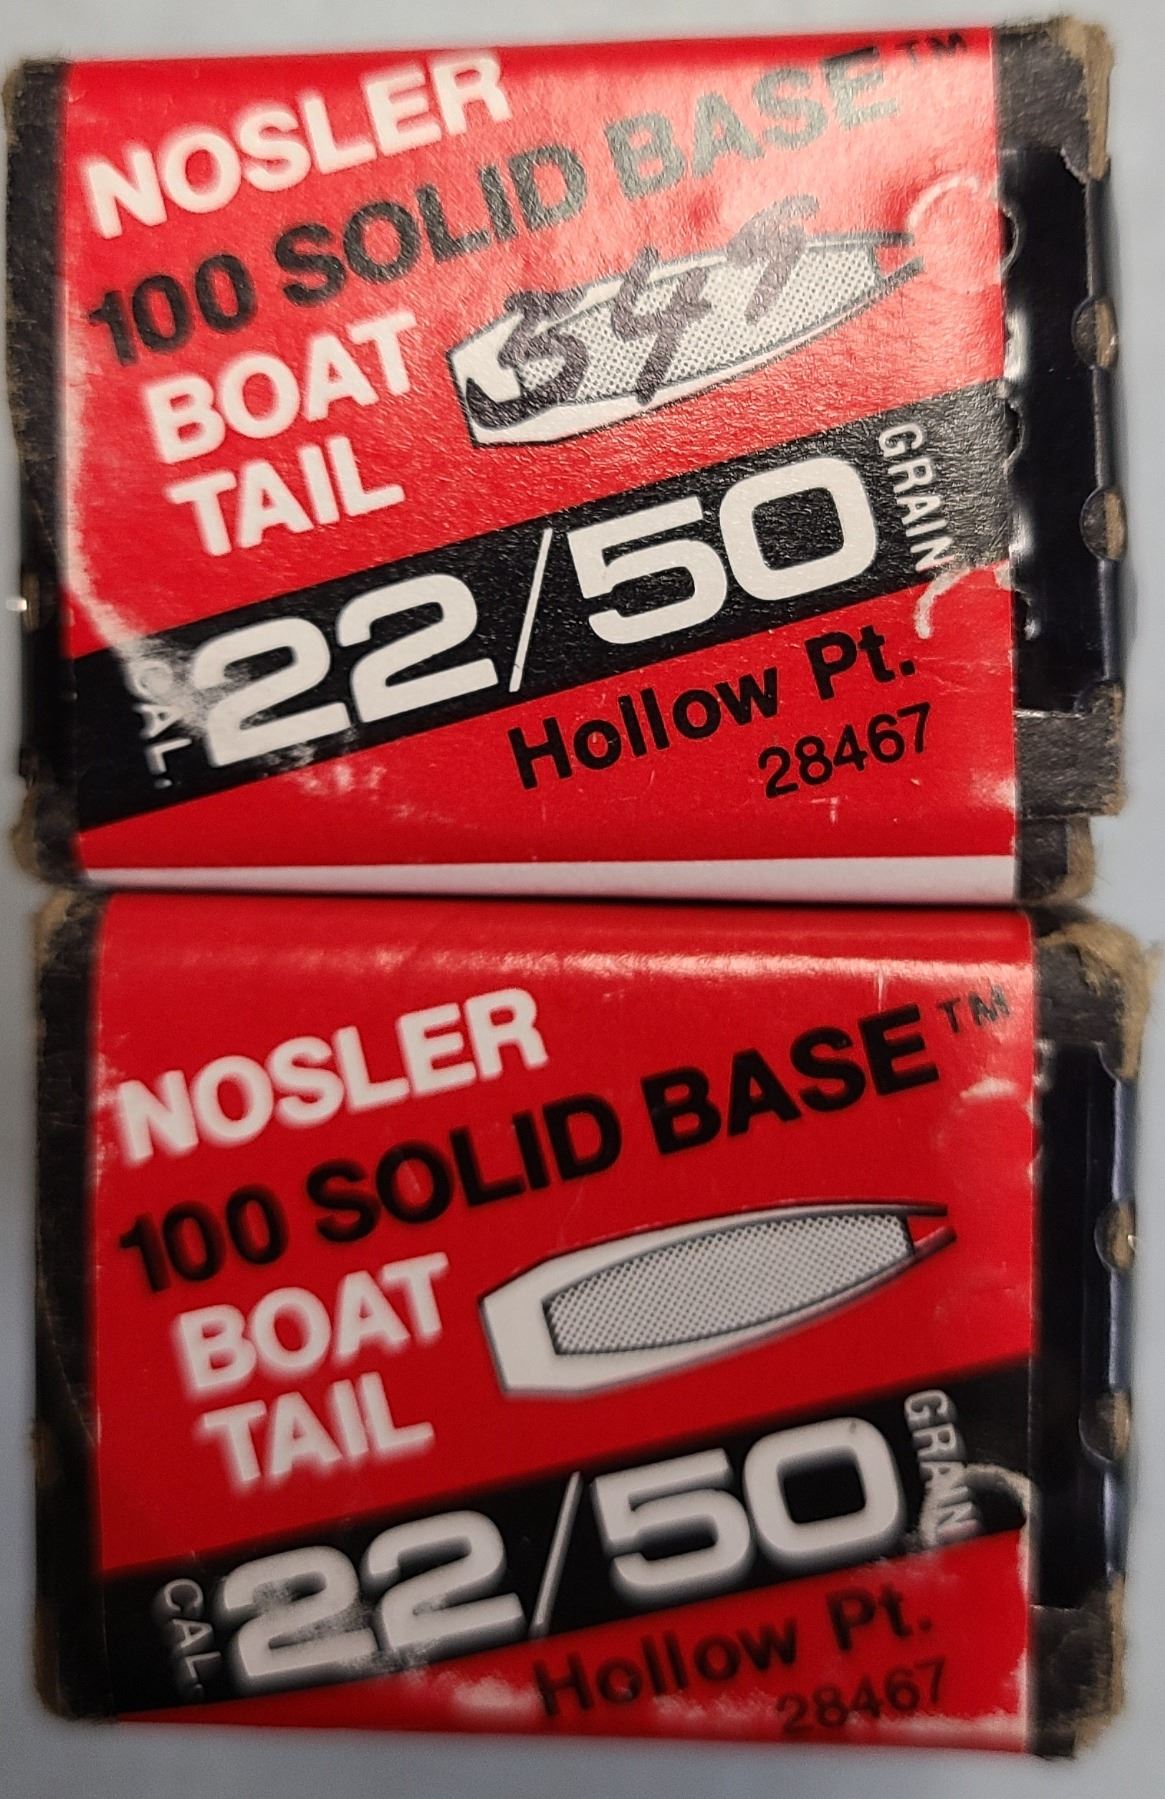 NOSLER
100 SOLID BASE™
BOAT
TAIL
CAL. 22/50 GRAIN
Hollow Pt.
28467
NOSLER
100 SOLID BASE™
BOAT
TAIL
CAL. 22/50 GRAIN
Hollow Pt.
28467